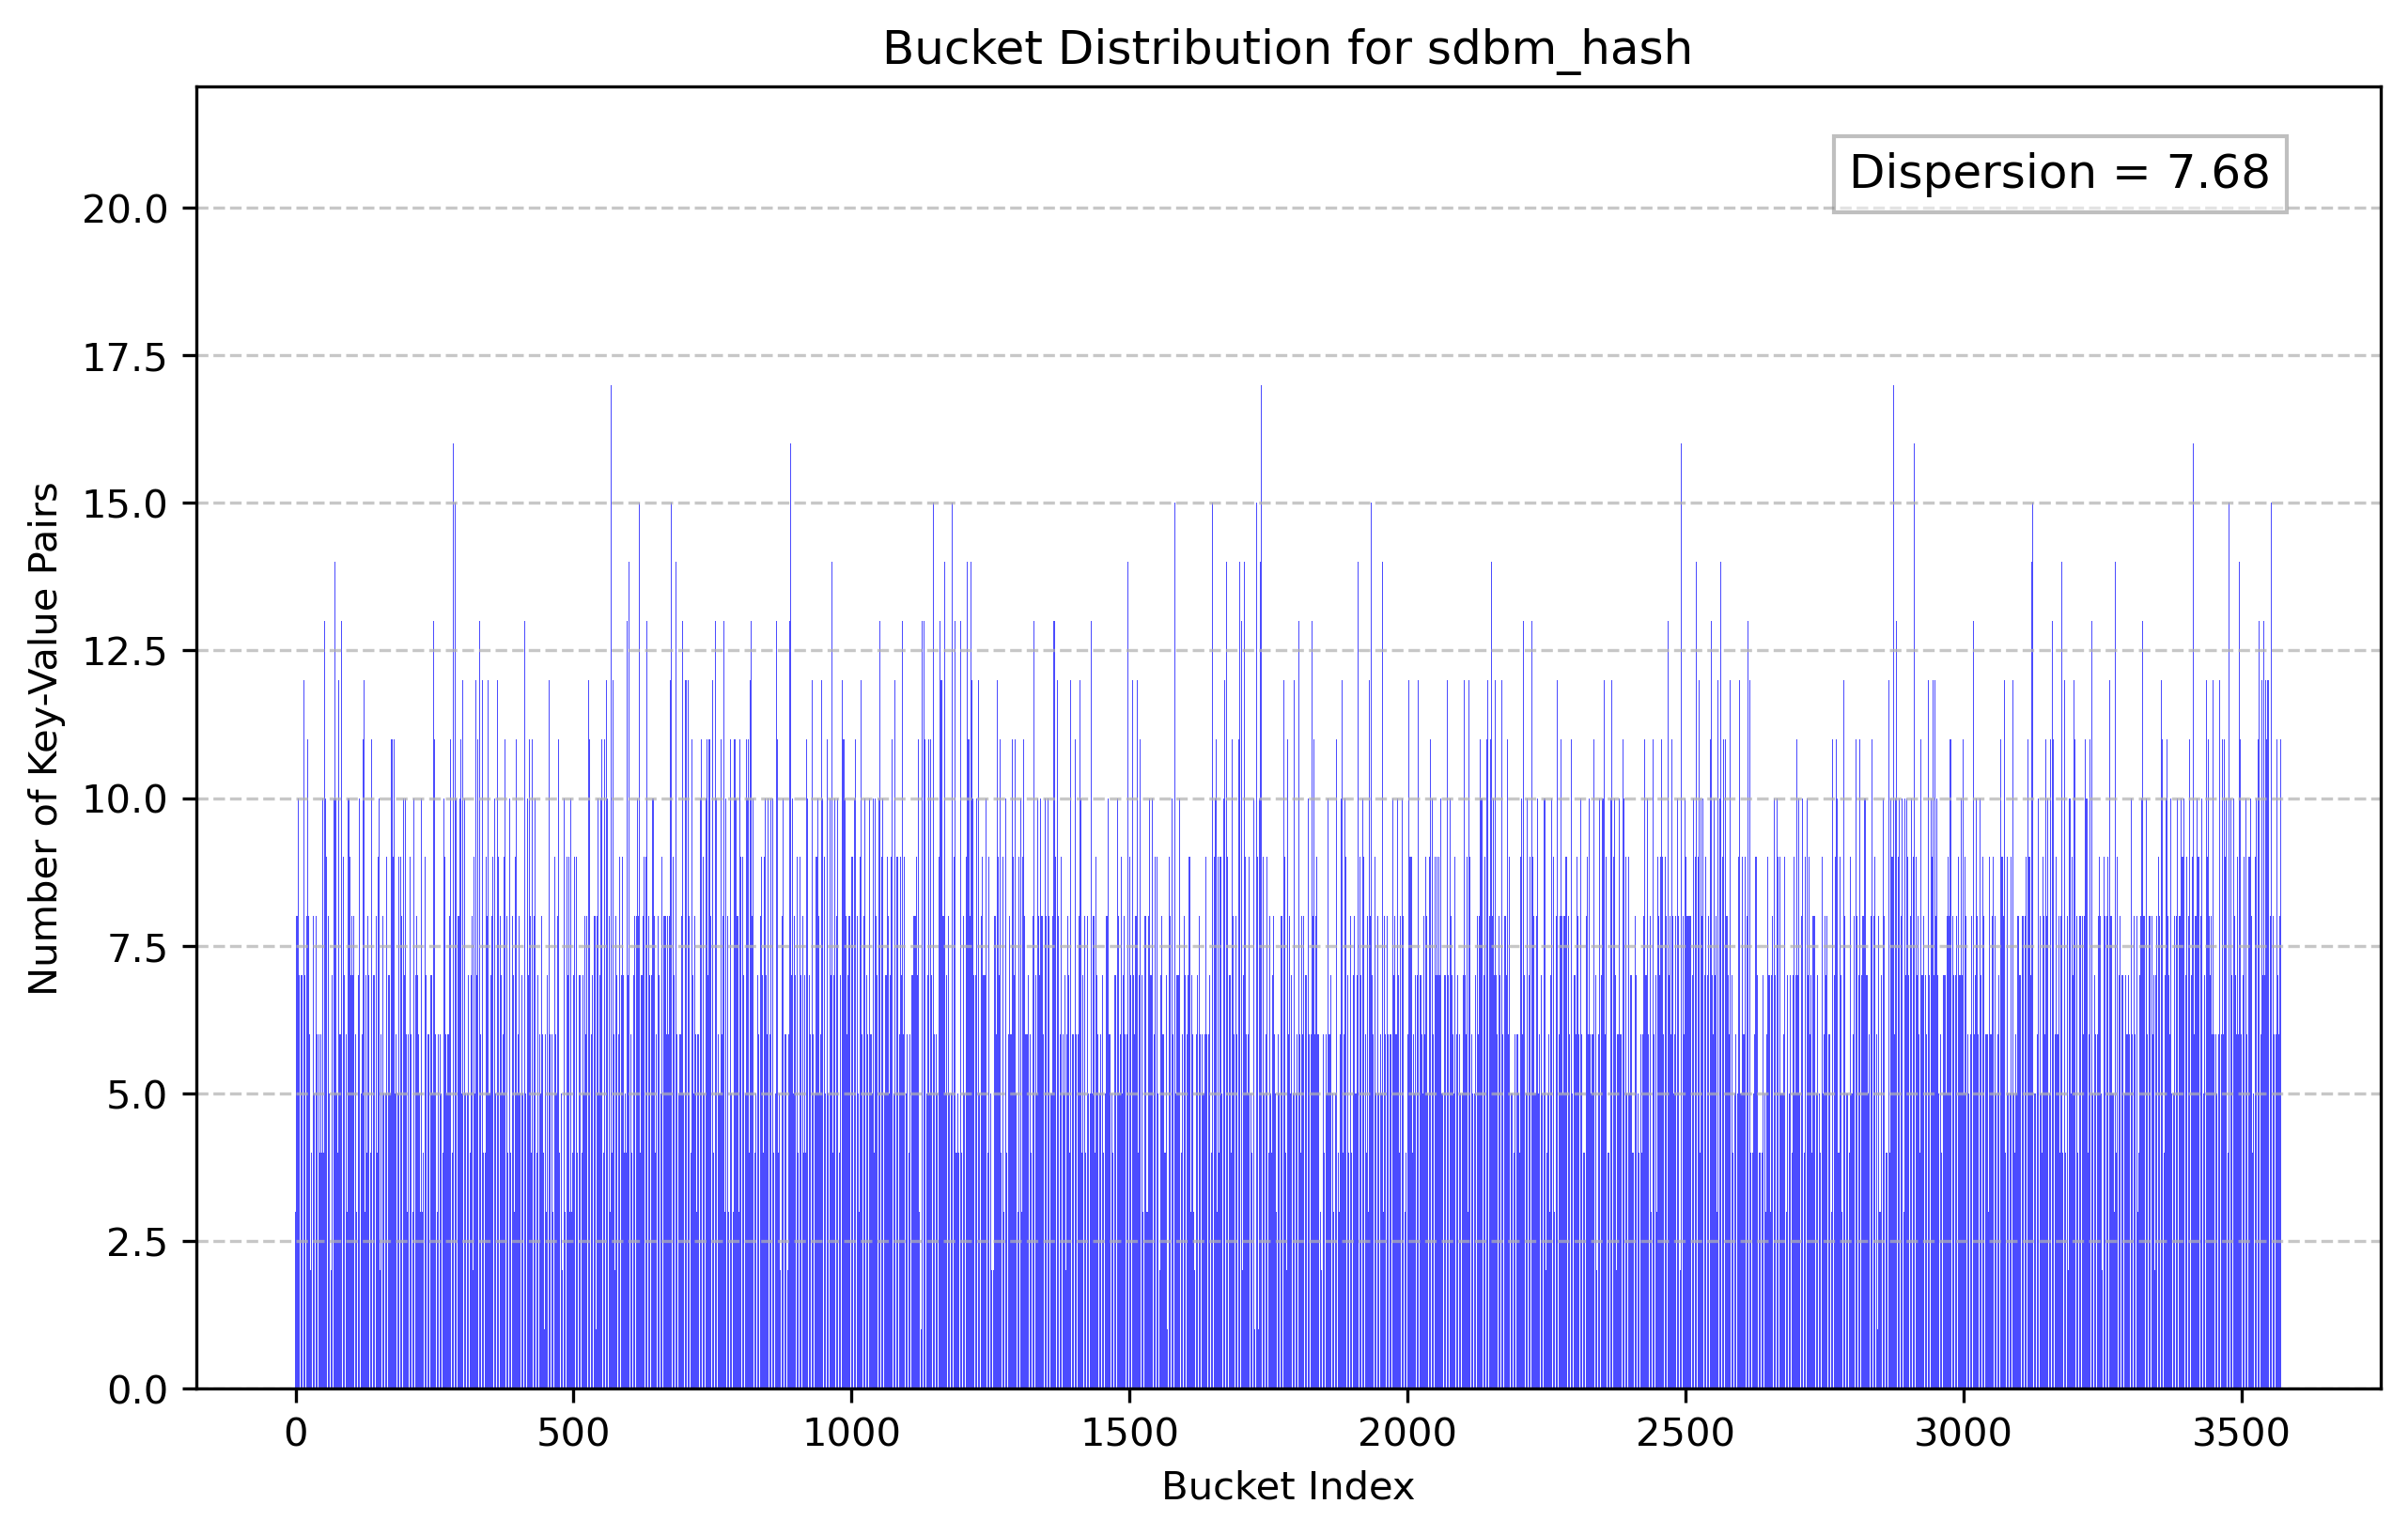 Bucket Distribution for sdbm_hash
Dispersion = 7.68
20.0
17.5
15.0
12.5
10.0
7.5
5.0
2.5
0.0
Number of Key-Value Pairs
0 500 1000 1500 2000 2500 3000 3500
Bucket Index